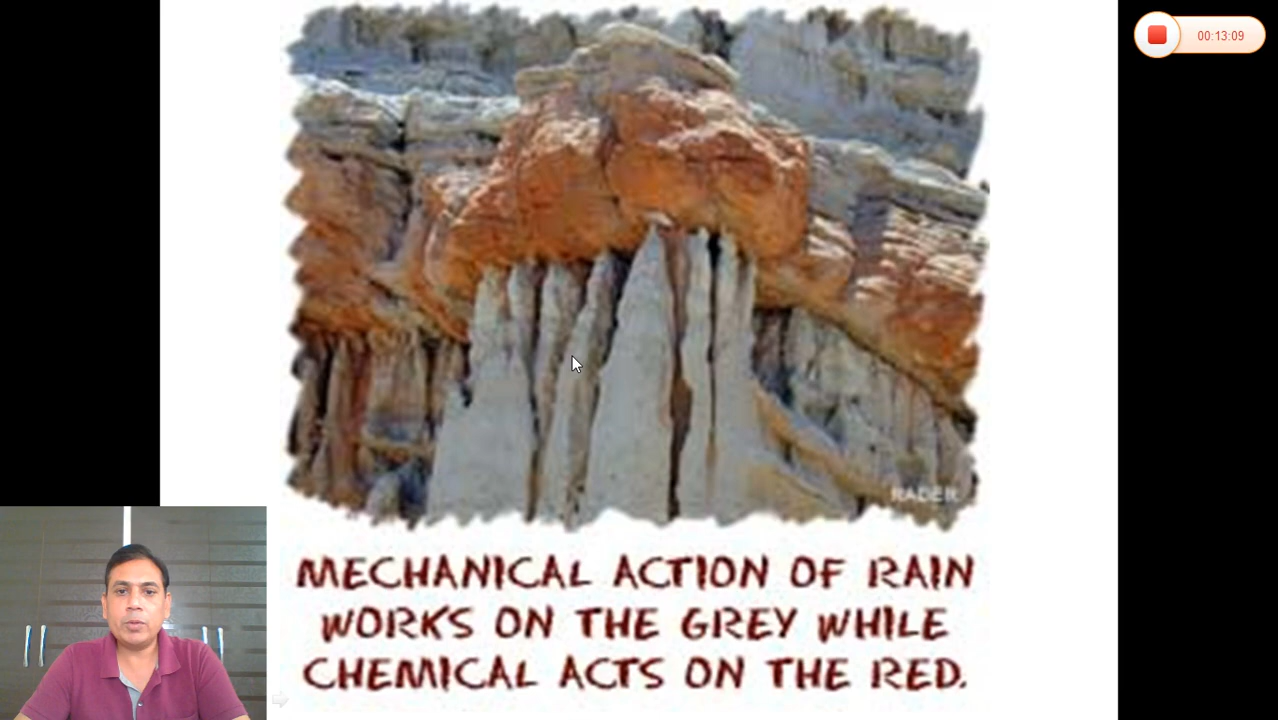 00:13:09
RADER
MECHANICAL ACTION OF RAIN
WORKS ON THE GREY WHILE
CHEMICAL ACTS ON THE RED.